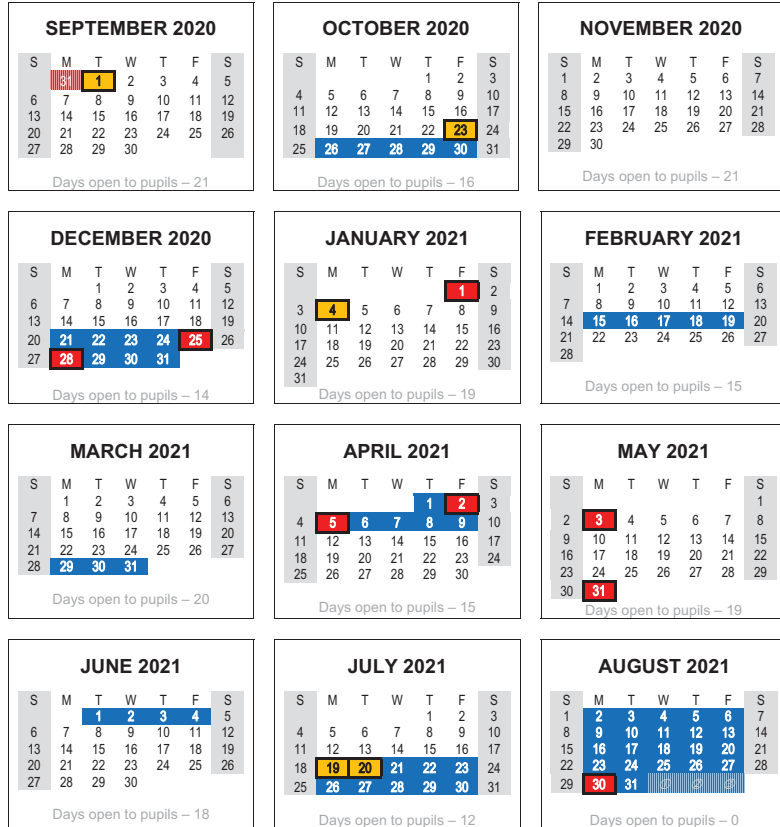 SEPTEMBER 2020
S M T W T F S
31 1 2 3 4 5
6 7 8 9 10 11 12
13 14 15 16 17 18 19
20 21 22 23 24 25 26
27 28 29 30
Days open to pupils – 21
OCTOBER 2020
S M T W T F S
1 2 3
4 5 6 7 8 9 10
11 12 13 14 15 16 17
18 19 20 21 22 23 24
25 26 27 28 29 30 31
Days open to pupils – 16
NOVEMBER 2020
S M T W T F S
1 2 3 4 5 6 7
8 9 10 11 12 13 14
15 16 17 18 19 20 21
22 23 24 25 26 27 28
29 30
Days open to pupils – 21
DECEMBER 2020
S M T W T F S
1 2 3 4 5
6 7 8 9 10 11 12
13 14 15 16 17 18 19
20 21 22 23 24 25 26
27 28 29 30 31
Days open to pupils – 14
JANUARY 2021
S M T W T F S
1 2
3 4 5 6 7 8 9
10 11 12 13 14 15 16
17 18 19 20 21 22 23
24 25 26 27 28 29 30
31
Days open to pupils – 19
FEBRUARY 2021
S M T W T F S
1 2 3 4 5 6
7 8 9 10 11 12 13
14 15 16 17 18 19 20
21 22 23 24 25 26 27
28
Days open to pupils – 15
MARCH 2021
S M T W T F S
1 2 3 4 5 6
7 8 9 10 11 12 13
14 15 16 17 18 19 20
21 22 23 24 25 26 27
28 29 30 31
Days open to pupils – 20
APRIL 2021
S M T W T F S
1 2 3
4 5 6 7 8 9 10
11 12 13 14 15 16 17
18 19 20 21 22 23 24
25 26 27 28 29 30
Days open to pupils – 15
MAY 2021
S M T W T F S
1
2 3 4 5 6 7 8
9 10 11 12 13 14 15
16 17 18 19 20 21 22
23 24 25 26 27 28 29
30 31
Days open to pupils – 19
JUNE 2021
S M T W T F S
1 2 3 4 5
6 7 8 9 10 11 12
13 14 15 16 17 18 19
20 21 22 23 24 25 26
27 28 29 30
Days open to pupils – 18
JULY 2021
S M T W T F S
1 2 3
4 5 6 7 8 9 10
11 12 13 14 15 16 17
18 19 20 21 22 23 24
25 26 27 28 29 30 31
Days open to pupils – 12
AUGUST 2021
S M T W T F S
1 2 3 4 5 6 7
8 9 10 11 12 13 14
15 16 17 18 19 20 21
22 23 24 25 26 27 28
29 30 31
Days open to pupils – 0